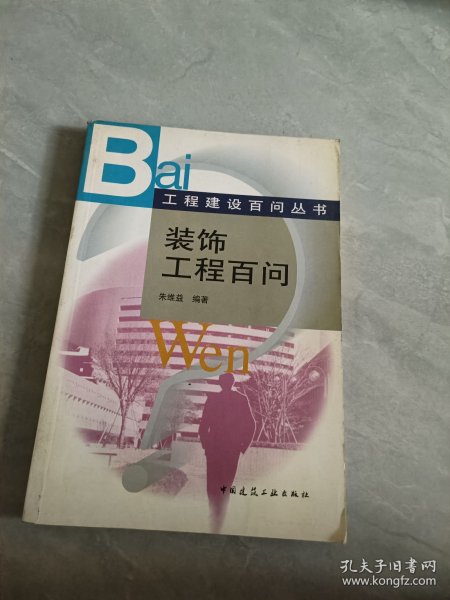 Bai
工程建设百问丛书
装饰
工程百问
朱维益 编著
Wen
中国建筑工业出版社
孔夫子旧书网
www.kongfz.com